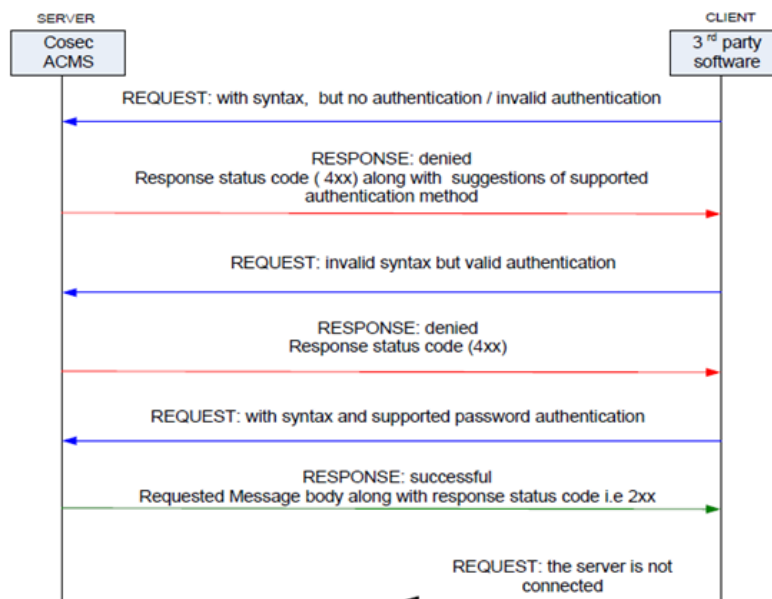 SERVER
CLIENT
Cosec
ACMS
3 rd party
software
REQUEST: with syntax, but no authentication / invalid authentication
RESPONSE: denied
Response status code ( 4xx) along with suggestions of supported
authentication method
REQUEST: invalid syntax but valid authentication
RESPONSE: denied
Response status code (4xx)
REQUEST: with syntax and supported password authentication
RESPONSE: successful
Requested Message body along with response status code i.e 2xx
REQUEST: the server is not
connected